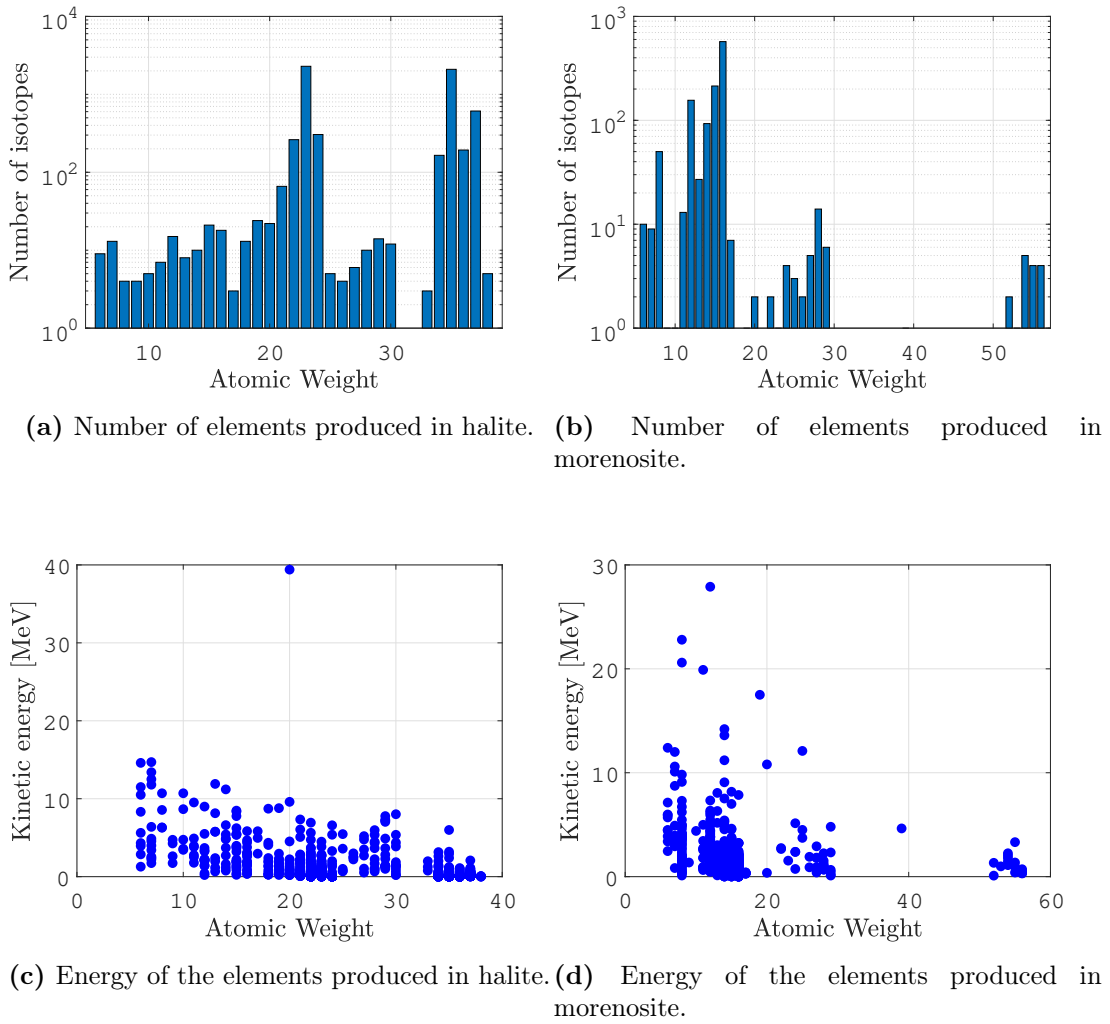 10^4
10^2
10^0
Number of isotopes
10 20 30
Atomic Weight
10^3
10^2
10^1
10^0
Number of isotopes
10 20 30 40 50
Atomic Weight
(a) Number of elements produced in halite.
(b) Number of elements produced in
morenosite.
40
30
20
10
0
Kinetic energy [MeV]
0 10 20 30 40
Atomic Weight
30
20
10
0
Kinetic energy [MeV]
0 20 40 60
Atomic Weight
(c) Energy of the elements produced in halite.
(d) Energy of the elements produced in
morenosite.